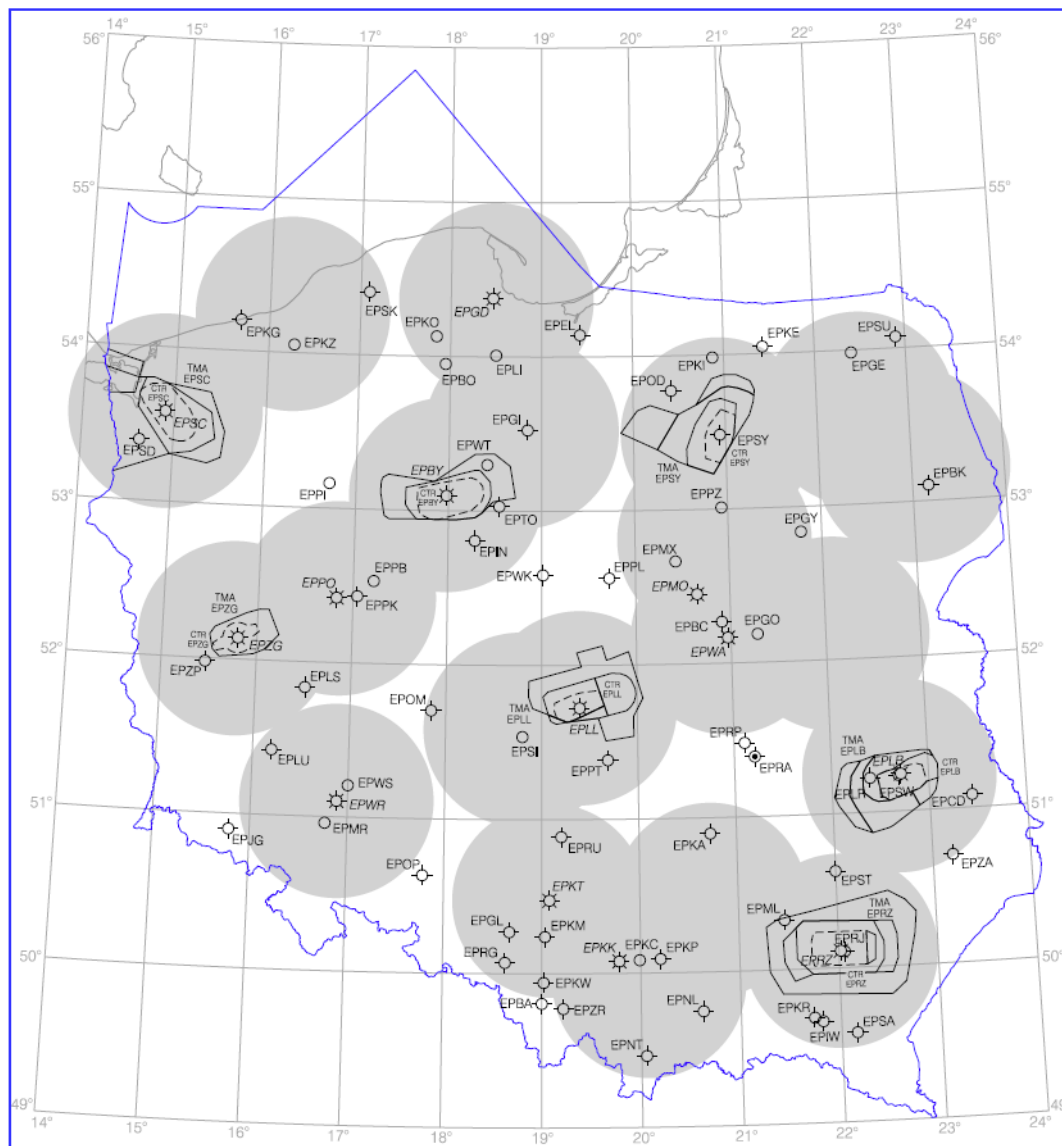 14° 15° 16° 17° 18° 19° 20° 21° 22° 23° 24°
56° 56°
55° 55°
EPSK
EPGD
EPKO
EPEL
EPKE
EPSU
EPKG
EPKZ
54° 54°
EPBO
EPLI
EPKI
EPGE
TMA
EPSC
CTR
EPSC
EPSC
EPOD
EPGI
EPSD
EPSY
EPWT
EPBY
CTR
EPSY
TMA
EPSY
EPPI
CTR
EPBY
EPBK
53° 53°
EPPZ
EPTO
EPGY
EPIN
EPMX
EPPB
EPWK
EPPL
EPPO
EPPK
EPMO
TMA
EPZG
EPBC
EPGO
CTR
EPZG
EPZG
EPWA
52° 52°
EPZP
EPLS
EPOM
TMA
EPLL
CTR
EPLL
EPLL
EPSI
EPRP
EPRA
TMA
EPLB
EPLB
CTR
EPLB
EPLU
EPPT
EPWS
EPLR
EPSW
EPCD
EPWR
51° 51°
EPMR
EPJG
EPRU
EPKA
EPZA
EPOP
EPST
EPKT
EPML
TMA
EPRZ
EPGL
EPKM
EPRJ
EPRG
EPKK
EPKC
EPKP
EPRZ
CTR
EPRZ
50° 50°
EPKW
EPBA
EPZR
EPNL
EPKR
EPIW
EPSA
EPNT
49° 49°
14° 15° 16° 17° 18° 19° 20° 21° 22° 23° 24°